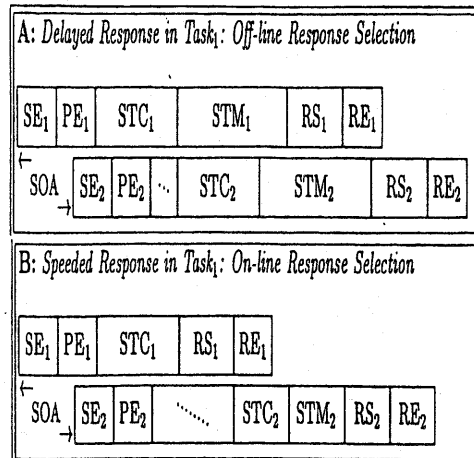 A: Delayed Response in Task₁: Off-line Response Selection
SE₁ PE₁ STC₁ STM₁ RS₁ RE₁
SOA SE₂ PE₂ STC₂ STM₂ RS₂ RE₂
B: Speeded Response in Task₁: On-line Response Selection
SE₁ PE₁ STC₁ RS₁ RE₁
SOA SE₂ PE₂ STC₂ STM₂ RS₂ RE₂